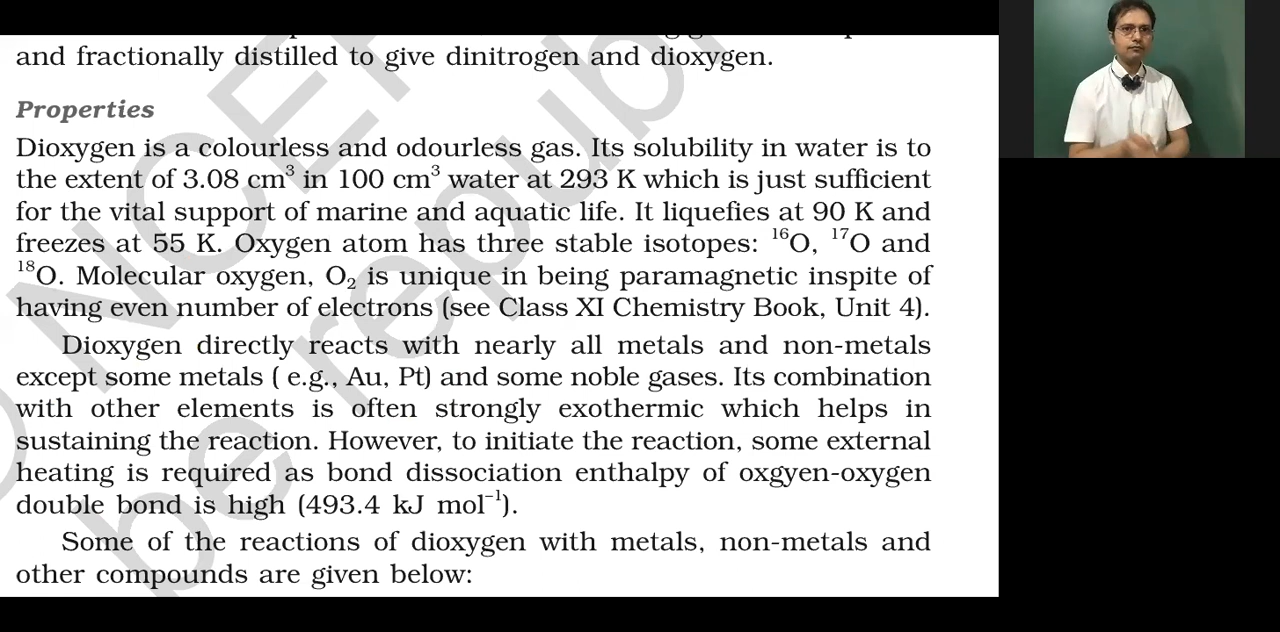 and fractionally distilled to give dinitrogen and dioxygen.
Properties
Dioxygen is a colourless and odourless gas. Its solubility in water is to
the extent of 3.08 cm³ in 100 cm³ water at 293 K which is just sufficient
for the vital support of marine and aquatic life. It liquefies at 90 K and
freezes at 55 K. Oxygen atom has three stable isotopes: ¹⁶O, ¹⁷O and
¹⁸O. Molecular oxygen, O₂ is unique in being paramagnetic inspite of
having even number of electrons (see Class XI Chemistry Book, Unit 4).
Dioxygen directly reacts with nearly all metals and non-metals
except some metals ( e.g., Au, Pt) and some noble gases. Its combination
with other elements is often strongly exothermic which helps in
sustaining the reaction. However, to initiate the reaction, some external
heating is required as bond dissociation enthalpy of oxgyen-oxygen
double bond is high (493.4 kJ mol⁻¹).
Some of the reactions of dioxygen with metals, non-metals and
other compounds are given below: